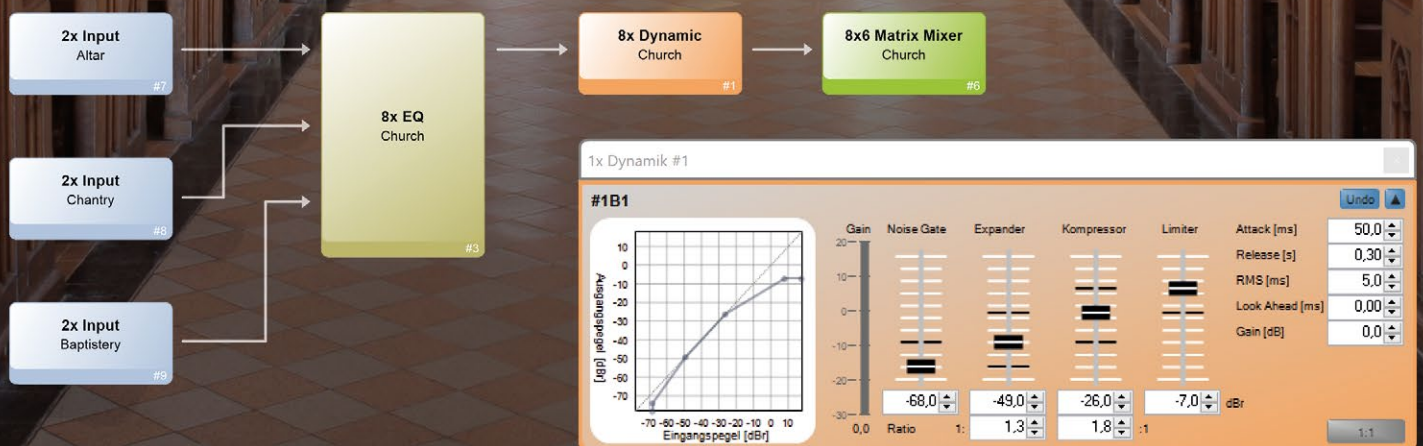 2x Input
Altar
#7
2x Input
Chantry
#8
2x Input
Baptistery
#9
8x EQ
Church
#3
8x Dynamic
Church
#1
8x6 Matrix Mixer
Church
#6
1x Dynamik #1
#1B1
Undo
Ausgangspegel [dBr]
10
0
-10
-20
-30
-40
-50
-60
-70
-70 -60 -50 -40 -30 -20 -10 0 10
Eingangspegel [dBr]
Gain Noise Gate Expander Kompressor Limiter
20
10
0
-10
-20
-30
0,0
-68,0 -49,0 -26,0 -7,0 dBr
Ratio 1: 1,3 1,8 :1
Attack [ms] 50,0
Release [s] 0,30
RMS [ms] 5,0
Look Ahead [ms] 0,00
Gain [dB] 0,0
1:1